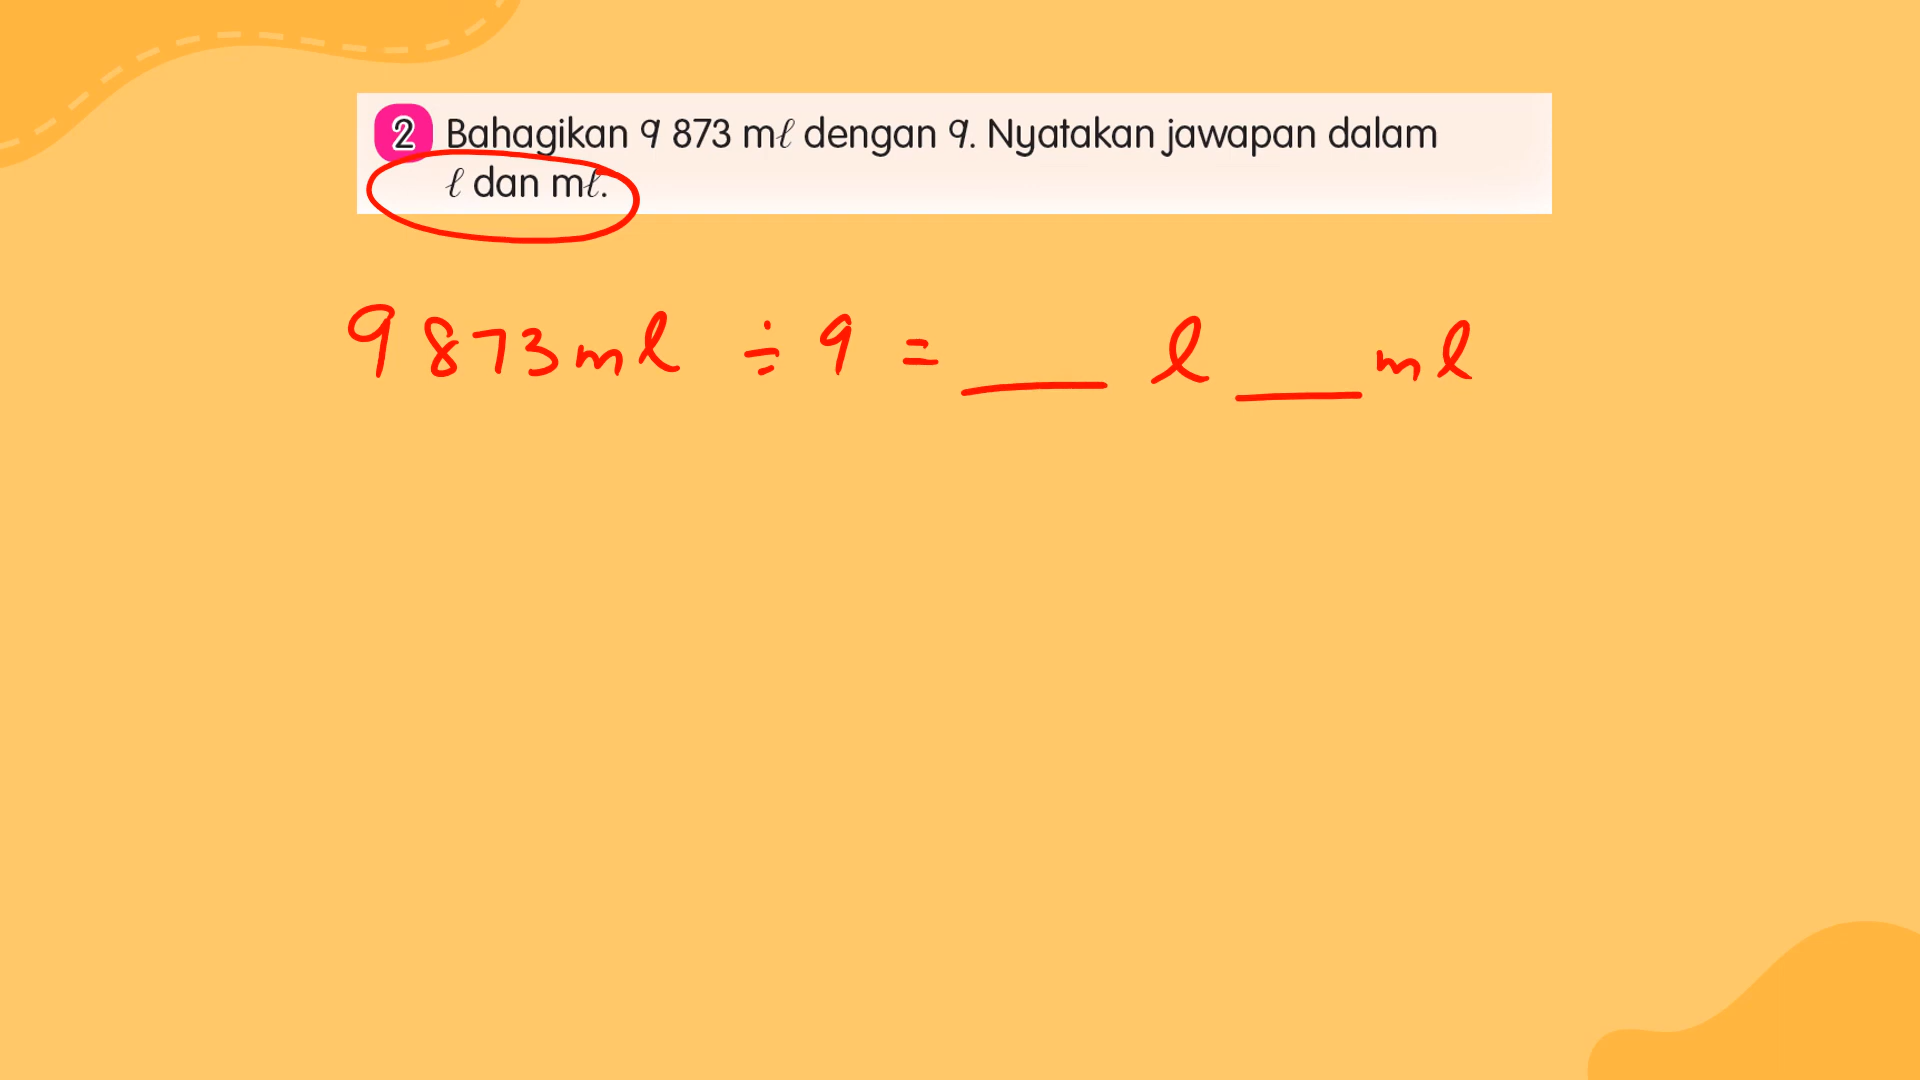 2 Bahagikan 9 873 mℓ dengan 9. Nyatakan jawapan dalam
ℓ dan mℓ.
9 873 ml ÷ 9 = ___ l ___ ml